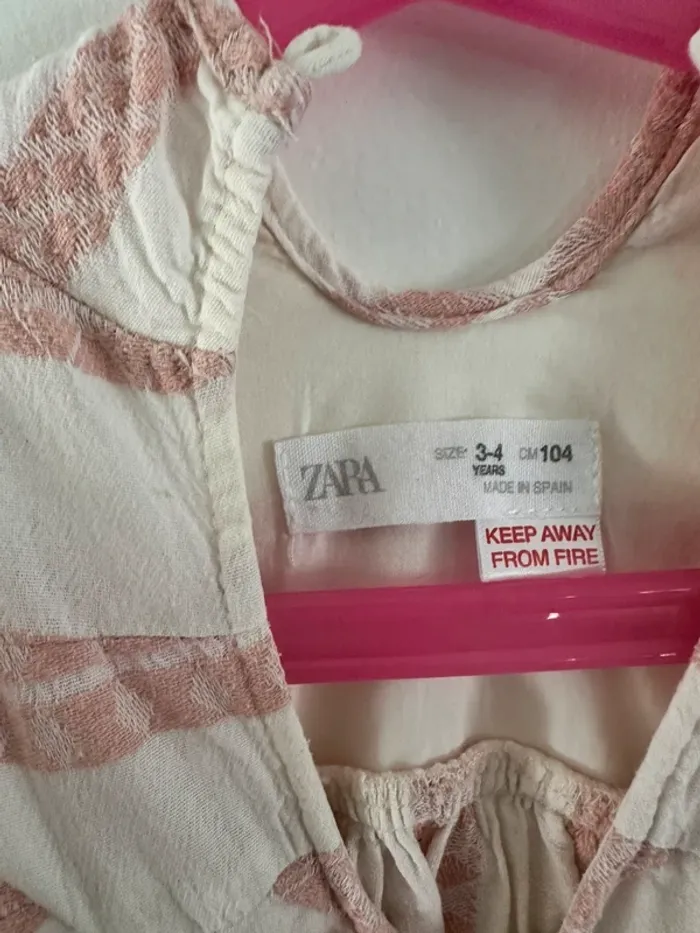 ZARA
SIZE: 3-4 CM 104
YEARS
MADE IN SPAIN
KEEP AWAY
FROM FIRE